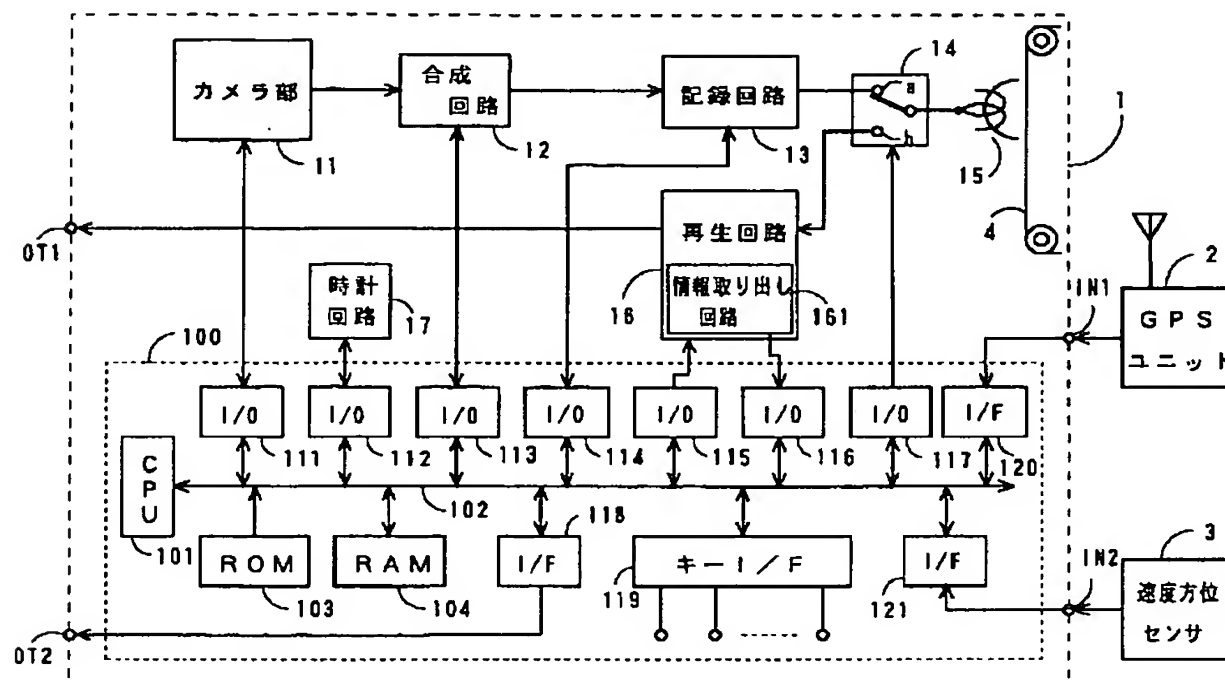 カメラ部
11
合成
回路
12
記録回路
13
14
a
b
15
4
1
再生回路
16
情報取り出し
回路
161
OT1
時計
回路
17
2
IN1
GPS
ユニット
100
I/O
111
I/O
112
I/O
113
I/O
114
I/O
115
I/O
116
I/O
117
I/F
120
CPU
101
102
ROM
103
RAM
104
118
I/F
キーI/F
119
I/F
121
IN2
3
速度方位
センサ
OT2